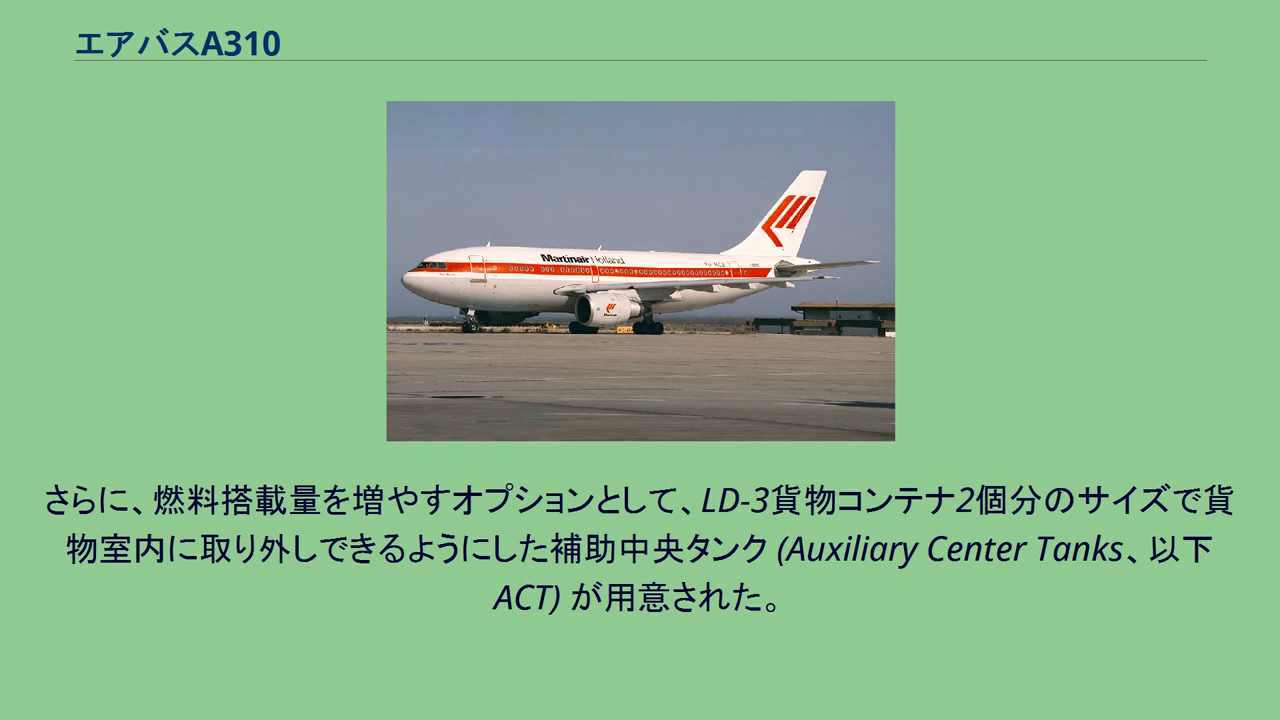 エアバスA310
Martinair Holland
さらに、燃料搭載量を増やすオプションとして、LD-3貨物コンテナ2個分のサイズで貨
物室内に取り外しできるようにした補助中央タンク (Auxiliary Center Tanks、以下
ACT) が用意された。